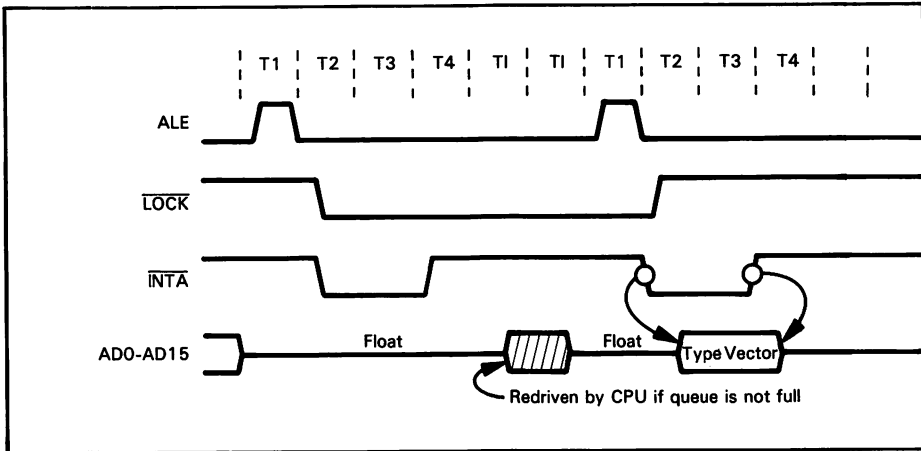 T1 T2 T3 T4 TI TI T1 T2 T3 T4
ALE
LOCK
INTA
AD0-AD15
Float
Float
Type Vector
Redriven by CPU if queue is not full